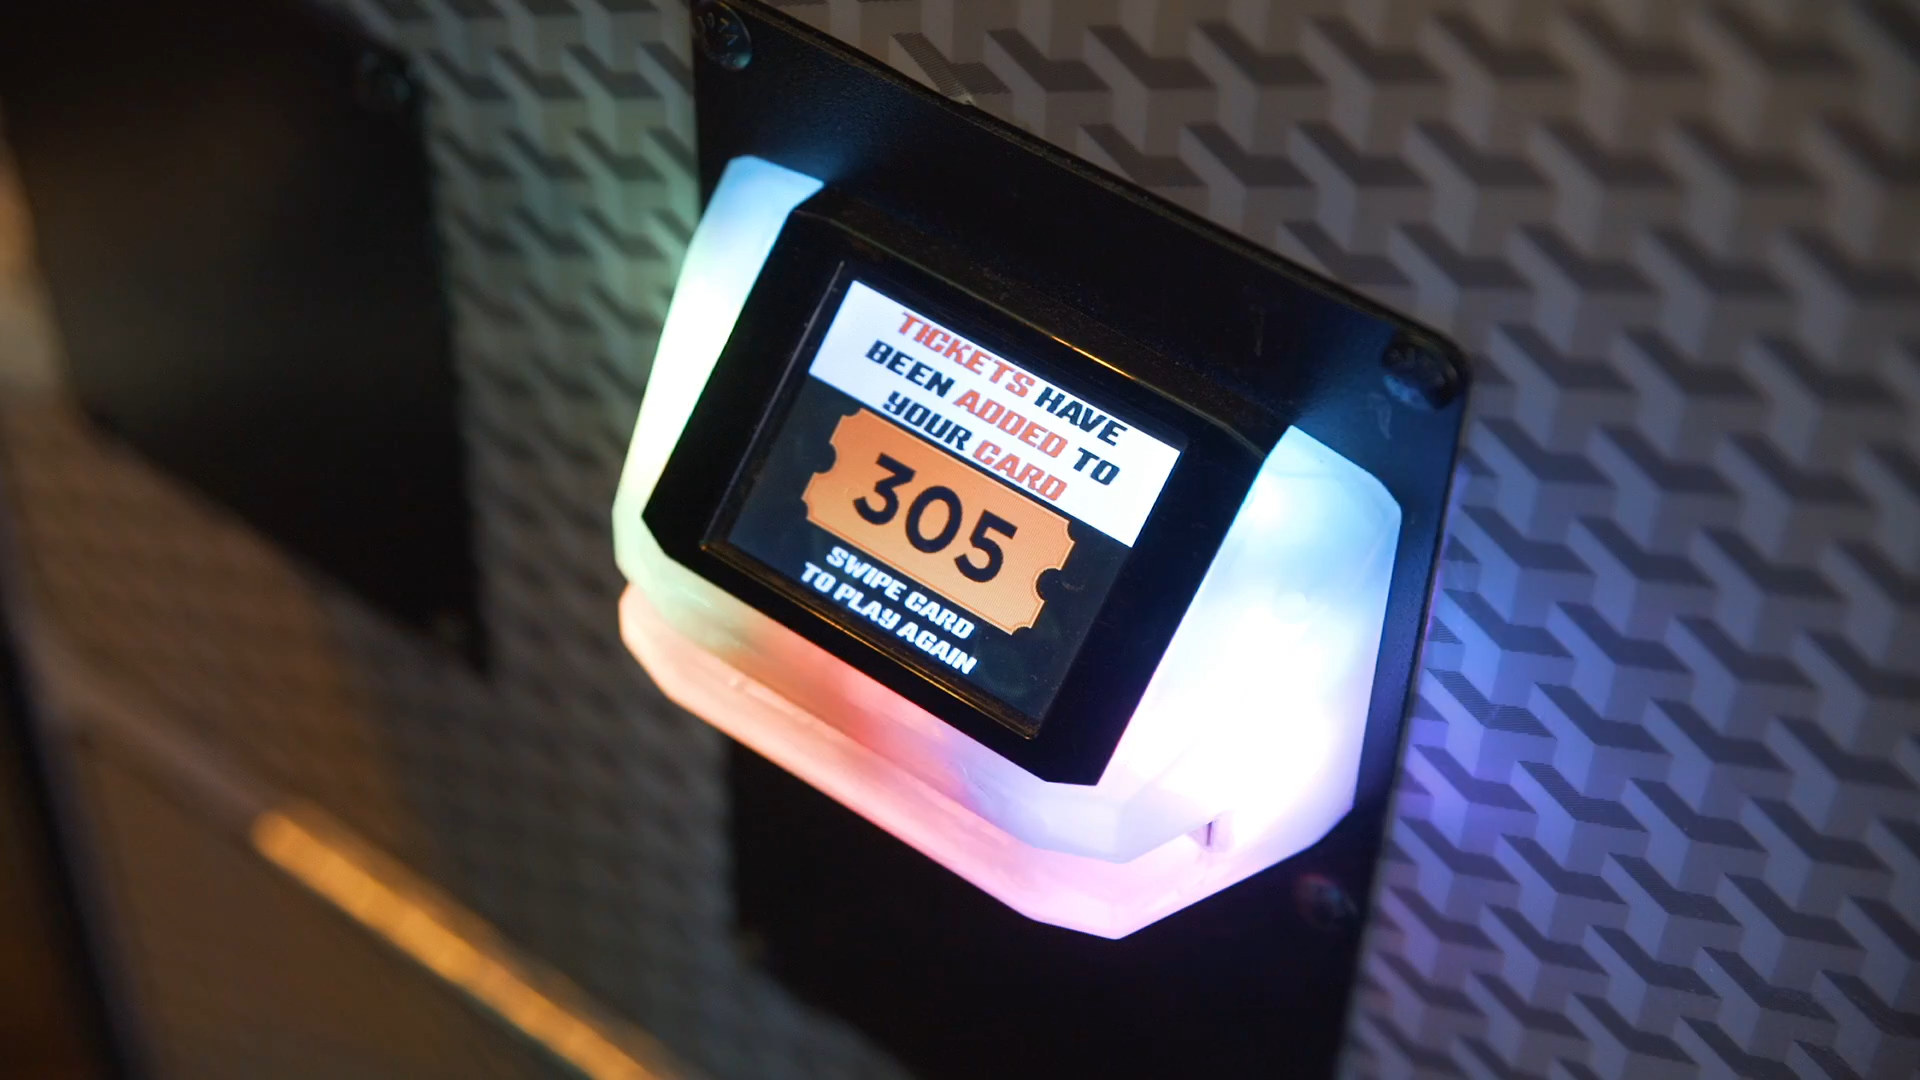 TICKETS HAVE
BEEN ADDED TO
YOUR CARD
305
SWIPE CARD
TO PLAY AGAIN